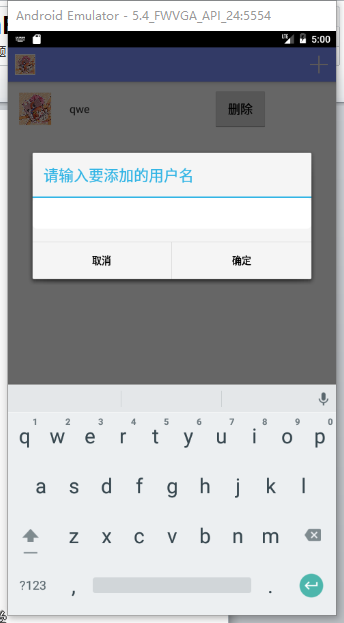 Android Emulator - 5.4_FWVGA_API_24:5554
LTE 5:00
qwe 删除
请输入要添加的用户名
取消 确定
1 2 3 4 5 6 7 8 9 0
q w e r t y u i o p
a s d f g h j k l
z x c v b n m
?123 , .